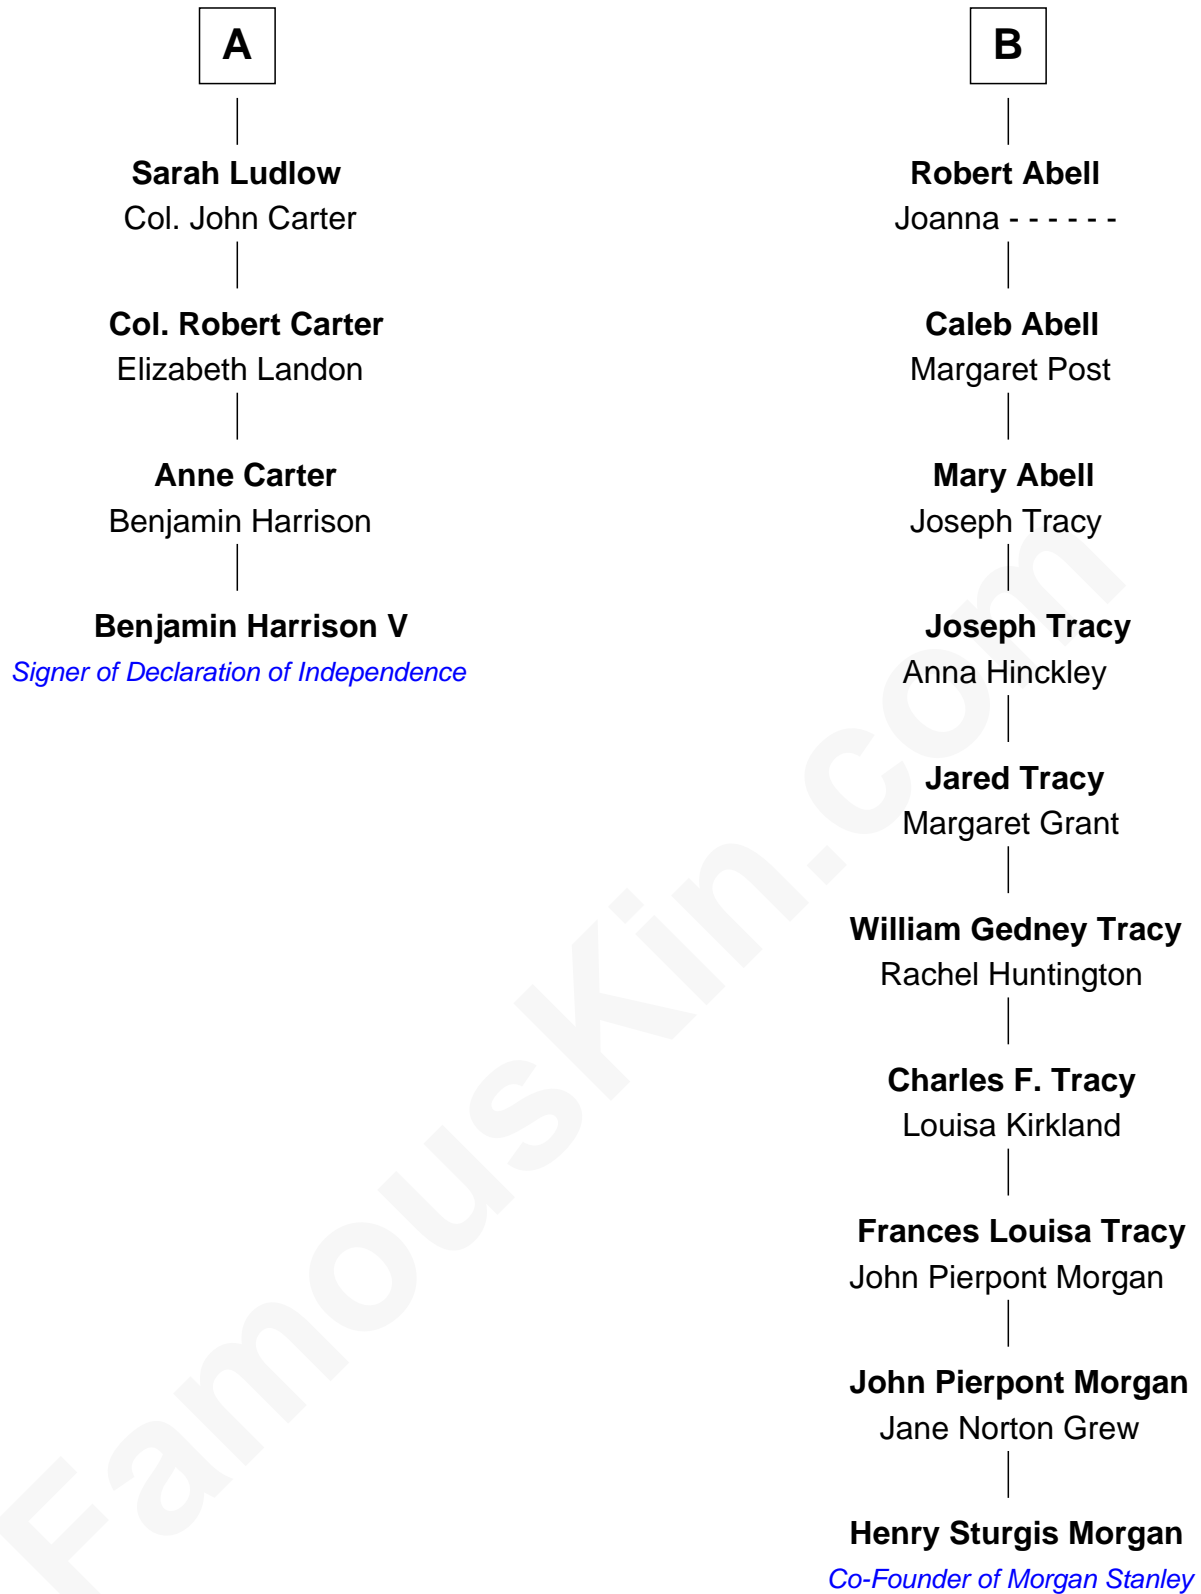 A
Sarah Ludlow
Col. John Carter
Col. Robert Carter
Elizabeth Landon
Anne Carter
Benjamin Harrison
Benjamin Harrison V
Signer of Declaration of Independence
B
Robert Abell
Joanna - - - - - -
Caleb Abell
Margaret Post
Mary Abell
Joseph Tracy
Joseph Tracy
Anna Hinckley
Jared Tracy
Margaret Grant
William Gedney Tracy
Rachel Huntington
Charles F. Tracy
Louisa Kirkland
Frances Louisa Tracy
John Pierpont Morgan
John Pierpont Morgan
Jane Norton Grew
Henry Sturgis Morgan
Co-Founder of Morgan Stanley
FamousKin.com